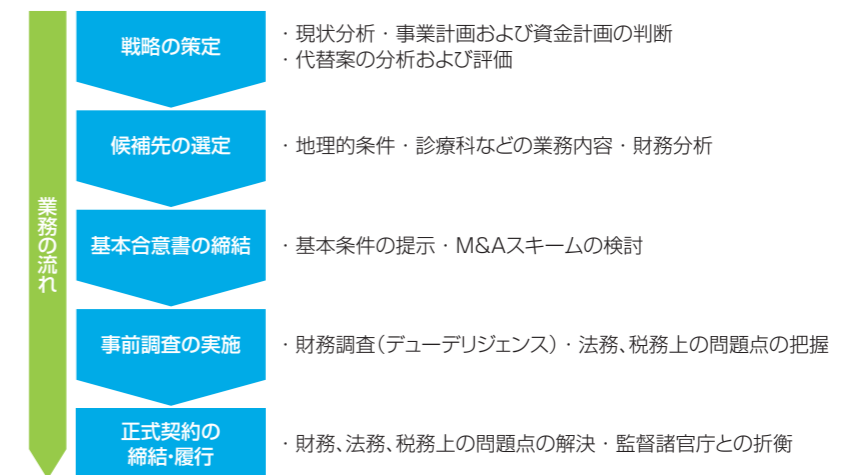 業務の流れ
戦略の策定
・現状分析・事業計画および資金計画の判断
・代替案の分析および評価
候補先の選定
・地理的条件・診療科などの業務内容・財務分析
基本合意書の締結
・基本条件の提示・M&Aスキームの検討
事前調査の実施
・財務調査(デューデリジェンス)・法務、税務上の問題点の把握
正式契約の
締結・履行
・財務、法務、税務上の問題点の解決・監督諸官庁との折衡